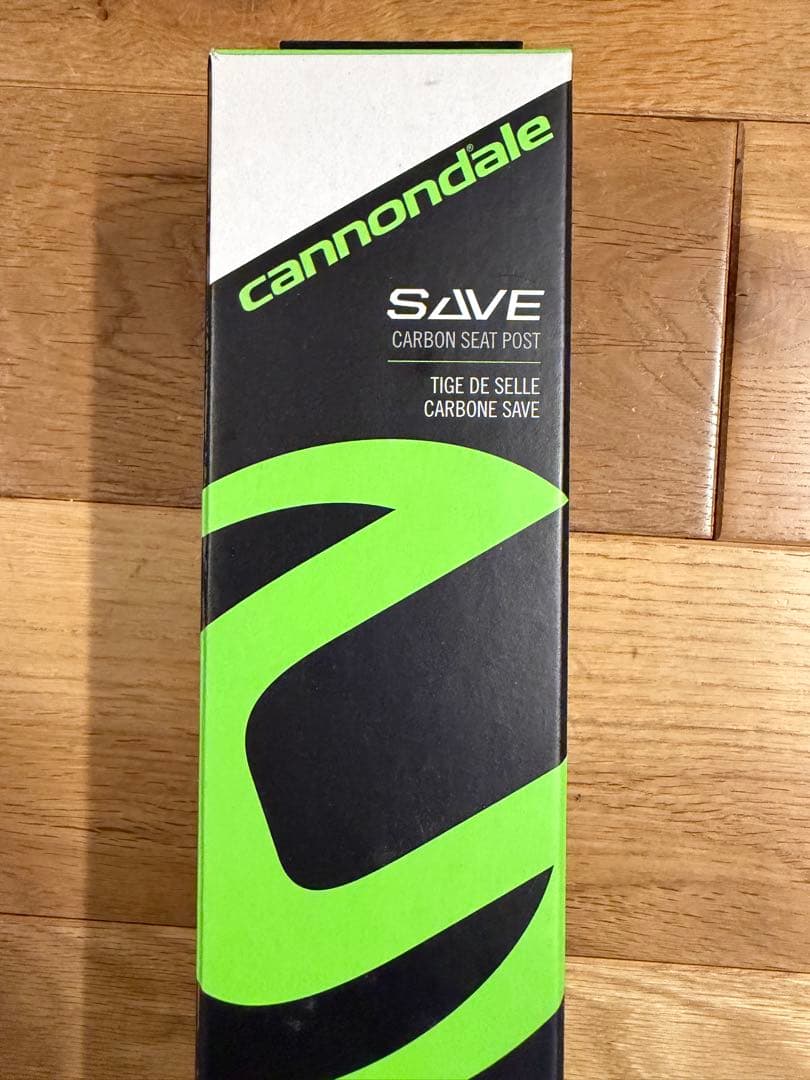 cannondale®
SAVE
CARBON SEAT POST
TIGE DE SELLE
CARBONE SAVE